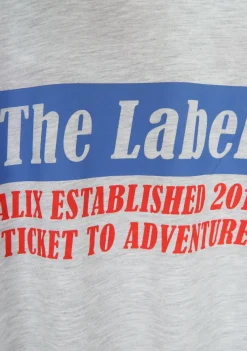 The Label
ALIX ESTABLISHED 201
TICKET TO ADVENTURE